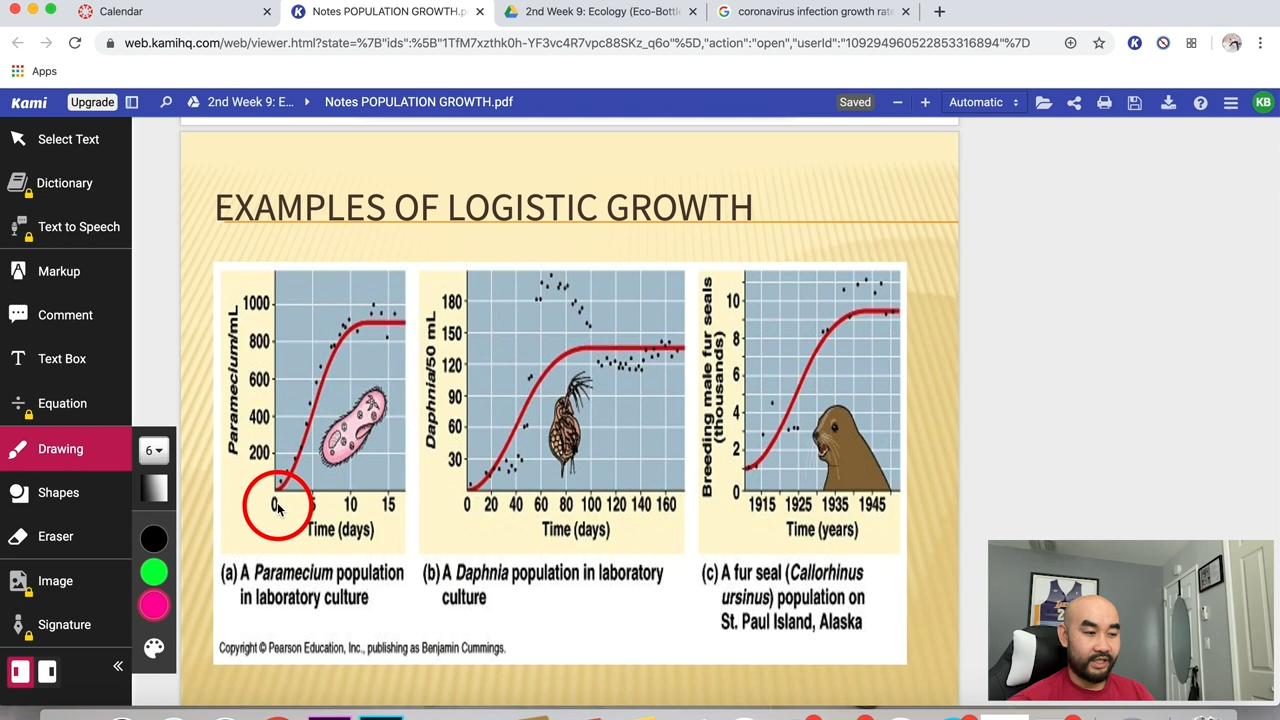 Calendar
Notes POPULATION GROWTH.p
2nd Week 9: Ecology (Eco-Bottl
coronavirus infection growth rate
web.kamihq.com/web/viewer.html?state=%7B"ids":%5B"1TfM7xzthk0h-YF3vc4R7vpc88SKz_q6o"%5D,"action":"open","userId":"109294960522853316894"%7D
Apps
Kami
Upgrade
2nd Week 9: E...
Notes POPULATION GROWTH.pdf
Saved
Automatic
KB
Select Text
Dictionary
Text to Speech
Markup
Comment
Text Box
Equation
Drawing
Shapes
Eraser
Image
Signature
6
EXAMPLES OF LOGISTIC GROWTH
Paramecium/mL
1000
800
600
400
200
0 5 10 15
Time (days)
(a) A Paramecium population
in laboratory culture
Daphnia/50 mL
180
150
120
90
60
30
0 20 40 60 80 100 120 140 160
Time (days)
(b) A Daphnia population in laboratory
culture
Breeding male fur seals
(thousands)
10
8
6
4
2
0
1915 1925 1935 1945
Time (years)
(c) A fur seal (Callorhinus
ursinus) population on
St. Paul Island, Alaska
Copyright © Pearson Education, Inc., publishing as Benjamin Cummings.